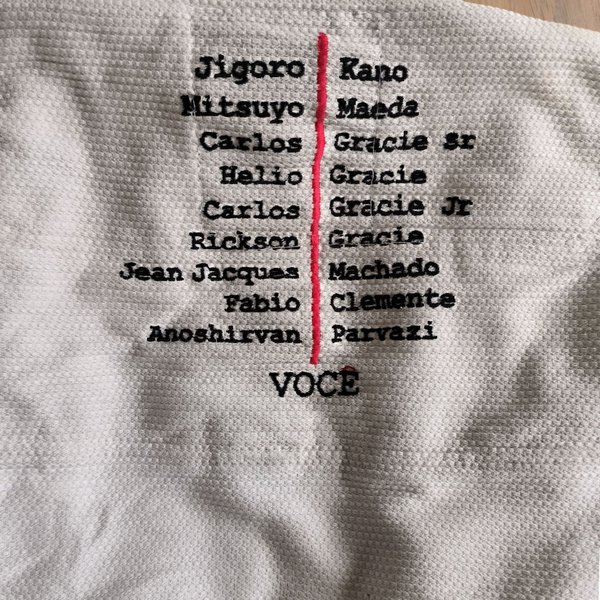 Jigoro Kano
Mitsuyo Maeda
Carlos Gracie sr
Helio Gracie
Carlos Gracie Jr
Rickson Gracie
Jean Jacques Machado
Fabio Clemente
Anoshirvan Parvazi
VOCÊ